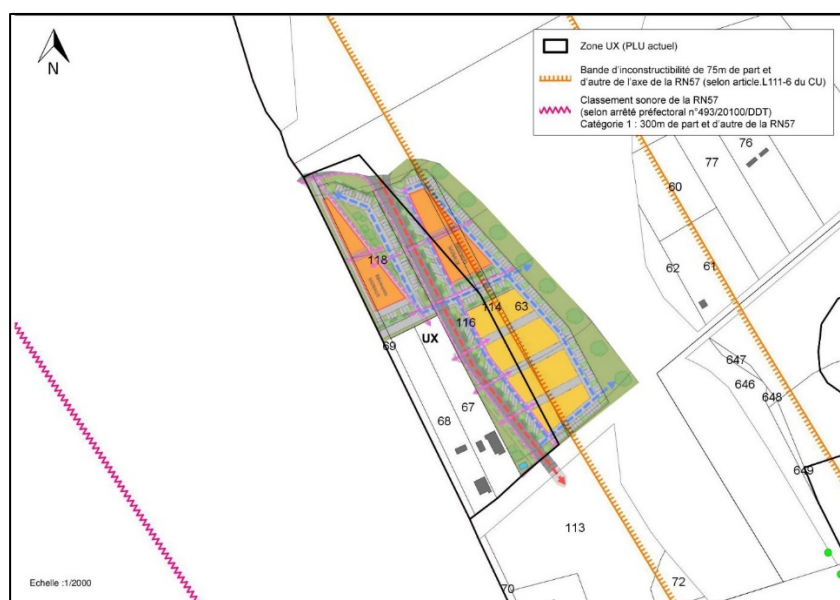 N
Zone UX (PLU actuel)
Bande d'inconstructibilité de 75m de part et
d'autre de l'axe de la RN57 (selon article.L111-6 du CU)
Classement sonore de la RN57
(selon arrêté préfectoral n°493/20100/DDT)
Catégorie 1 : 300m de part et d'autre de la RN57
76
77
60
62
61
118
114
63
116
69
UX
67
68
647
646
648
649
113
70
72
Echelle :1/2000